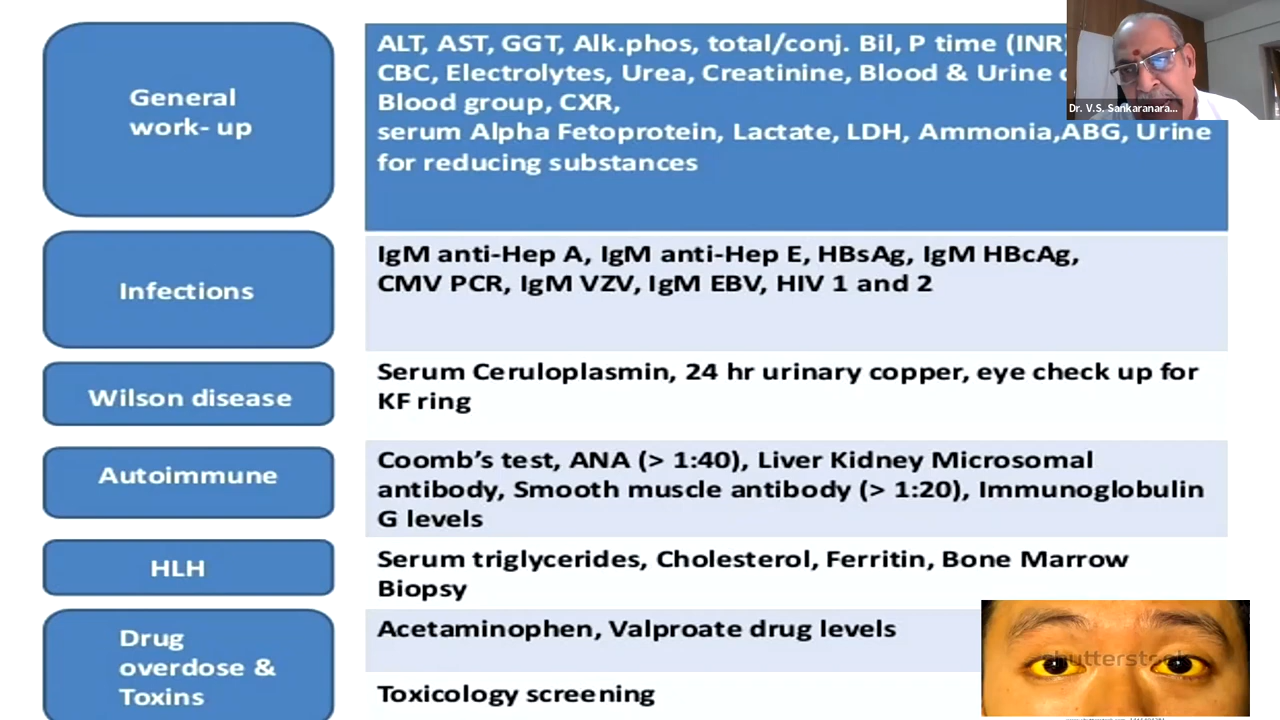 General
work- up
ALT, AST, GGT, Alk.phos, total/conj. Bil, P time (INR)
CBC, Electrolytes, Urea, Creatinine, Blood & Urine
Blood group, CXR,
serum Alpha Fetoprotein, Lactate, LDH, Ammonia,ABG, Urine
for reducing substances
Dr. V.S. Sankaranara...
Infections
IgM anti-Hep A, IgM anti-Hep E, HBsAg, IgM HBcAg,
CMV PCR, IgM VZV, IgM EBV, HIV 1 and 2
Wilson disease
Serum Ceruloplasmin, 24 hr urinary copper, eye check up for
KF ring
Autoimmune
Coomb’s test, ANA (> 1:40), Liver Kidney Microsomal
antibody, Smooth muscle antibody (> 1:20), Immunoglobulin
G levels
HLH
Serum triglycerides, Cholesterol, Ferritin, Bone Marrow
Biopsy
Drug
overdose &
Toxins
Acetaminophen, Valproate drug levels
Toxicology screening
shutterstock